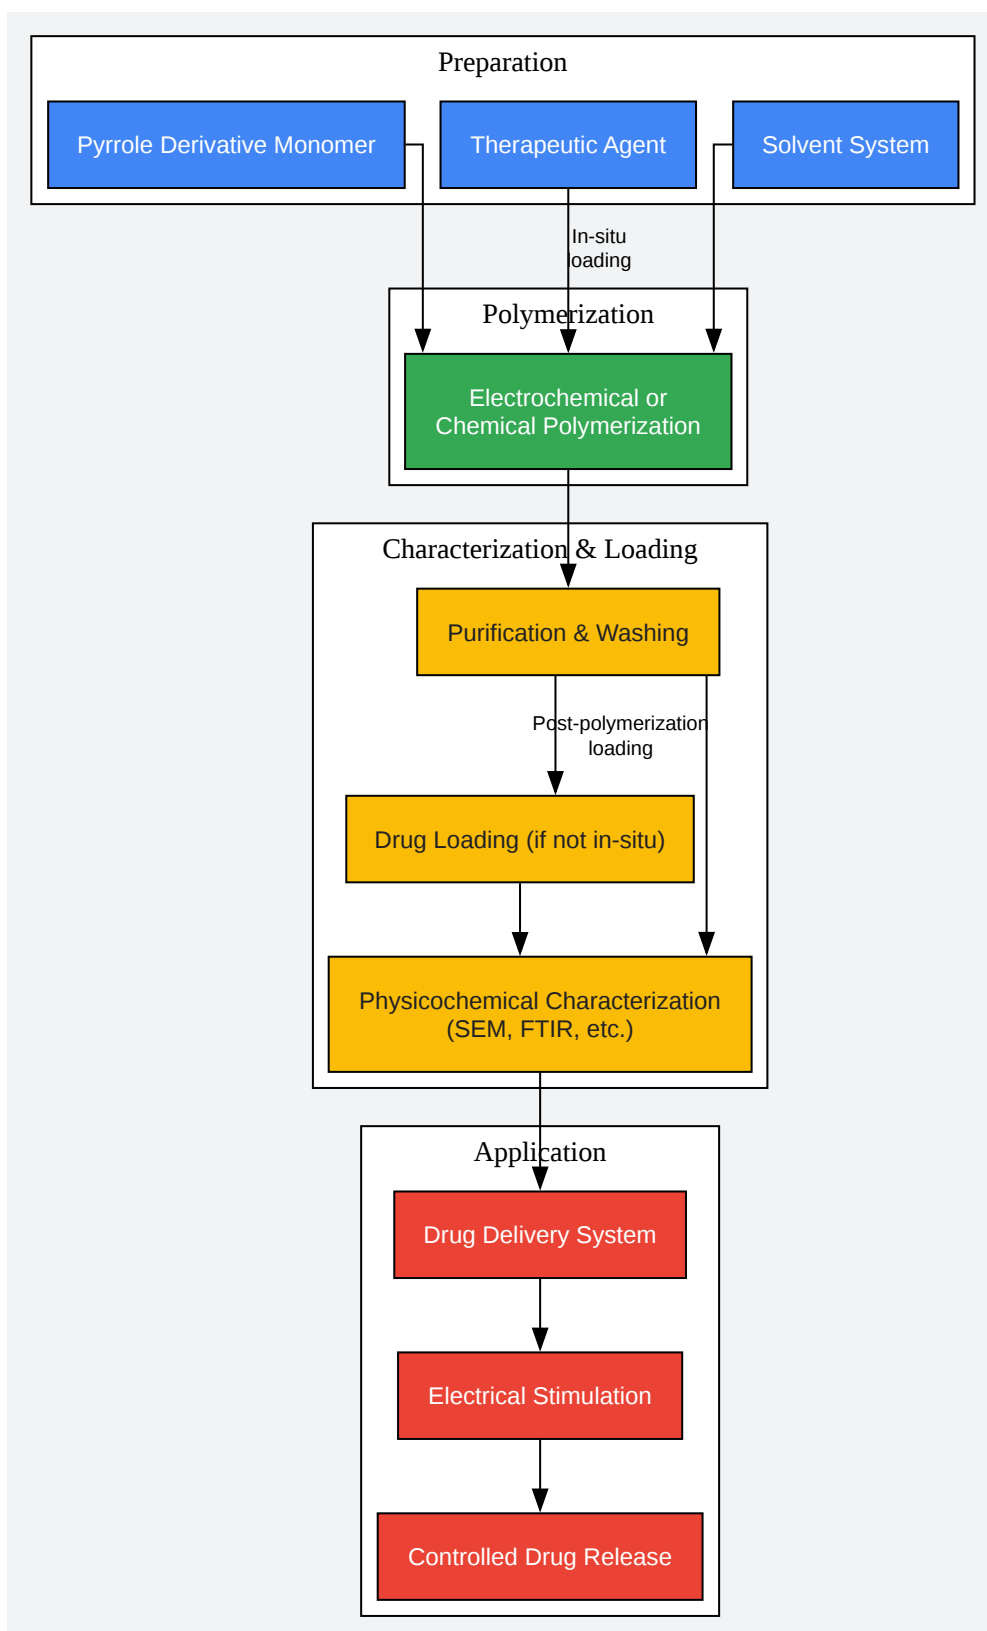 Preparation
Pyrrole Derivative Monomer
Therapeutic Agent
Solvent System
In-situ
loading
Polymerization
Electrochemical or
Chemical Polymerization
Characterization & Loading
Purification & Washing
Post-polymerization
loading
Drug Loading (if not in-situ)
Physicochemical Characterization
(SEM, FTIR, etc.)
Application
Drug Delivery System
Electrical Stimulation
Controlled Drug Release